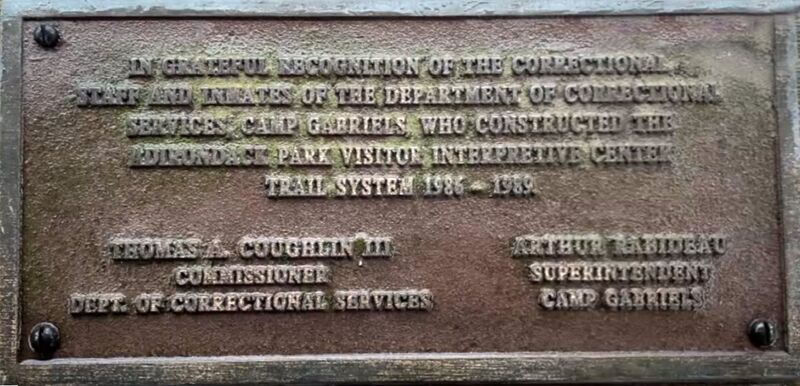 IN GRATEFUL RECOGNITION OF THE CORRECTIONAL
STAFF AND INMATES OF THE DEPARTMENT OF CORRECTIONAL
SERVICES, CAMP GABRIELS, WHO CONSTRUCTED THE
ADIRONDACK PARK VISITOR INTERPRETIVE CENTER
TRAIL SYSTEM 1986 - 1989.
THOMAS A. COUGHLIN III
COMMISSIONER
DEPT. OF CORRECTIONAL SERVICES
ARTHUR RABIDEAU
SUPERINTENDENT
CAMP GABRIELS